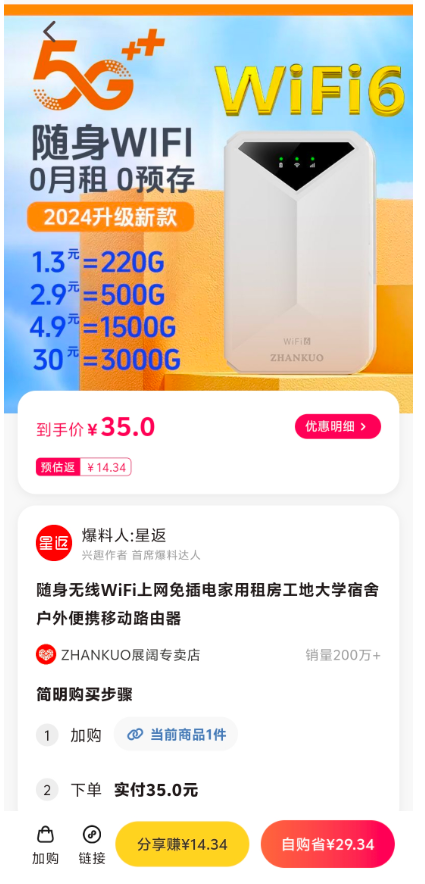 5G++
WiFi6
随身WIFI
0月租 0预存
2024升级新款
1.3元=220G
2.9元=500G
4.9元=1500G
30元=3000G
WiFi
ZHANKUO
到手价 ¥35.0
优惠明细 >
预估返 ¥14.34
星返
爆料人:星返
兴趣作者 首席爆料达人
随身无线WiFi上网免插电家用租房工地大学宿舍
户外便携移动路由器
ZHANKUO展阔专卖店
销量200万+
简明购买步骤
1 加购 当前商品1件
2 下单 实付35.0元
加购
链接
分享赚¥14.34
自购省¥29.34